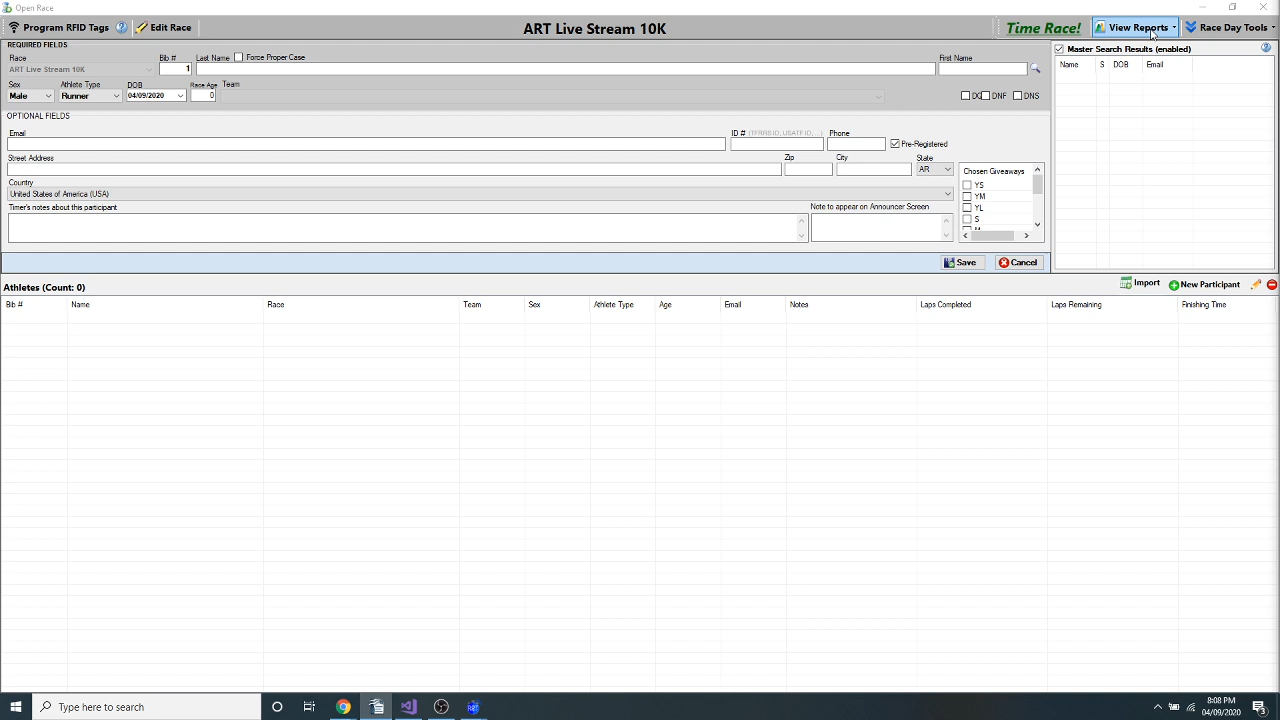 Open Race
Program RFID Tags Edit Race ART Live Stream 10K Time Race! View Reports Race Day Tools
REQUIRED FIELDS Master Search Results (enabled)
Race Bib # Last Name Force Proper Case First Name Name S DOB Email
ART Live Stream 10K 1
Sex Athlete Type DOB Race Age Team
Male Runner 04/09/2020 0 DNF DNS
OPTIONAL FIELDS
Email ID # (TFRRS ID, USATF ID, ...) Phone
Pre-Registered
Street Address Zip City State
AR Chosen Giveaways
Country YS
United States of America (USA) YM
Timer's notes about this participant Note to appear on Announcer Screen YL
S
Save Cancel
Athletes (Count: 0) Import New Participant
Bib # Name Race Team Sex Athlete Type Age Email Notes Laps Completed Laps Remaining Finishing Time
Type here to search 8:08 PM
04/09/2020 3